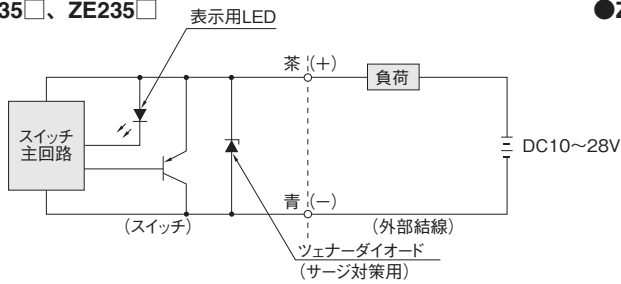 35□、ZE235□
●Z
表示用LED
茶 (+)
負荷
スイッチ
主回路
DC10〜28V
青 (−)
(スイッチ)
(外部結線)
ツェナーダイオード
(サージ対策用)